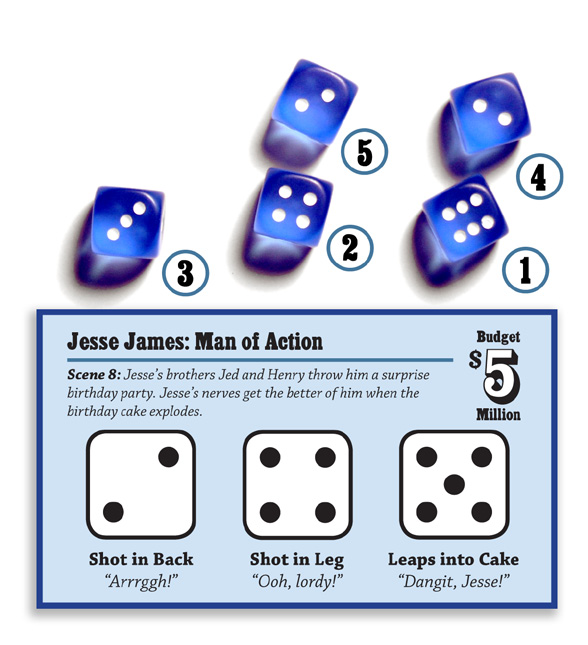 5
4
2
3
1
Jesse James: Man of Action
Budget
$5
Million
Scene 8: Jesse’s brothers Jed and Henry throw him a surprise
birthday party. Jesse’s nerves get the better of him when the
birthday cake explodes.
Shot in Back
“Arrrggh!”
Shot in Leg
“Ooh, lordy!”
Leaps into Cake
“Dangit, Jesse!”